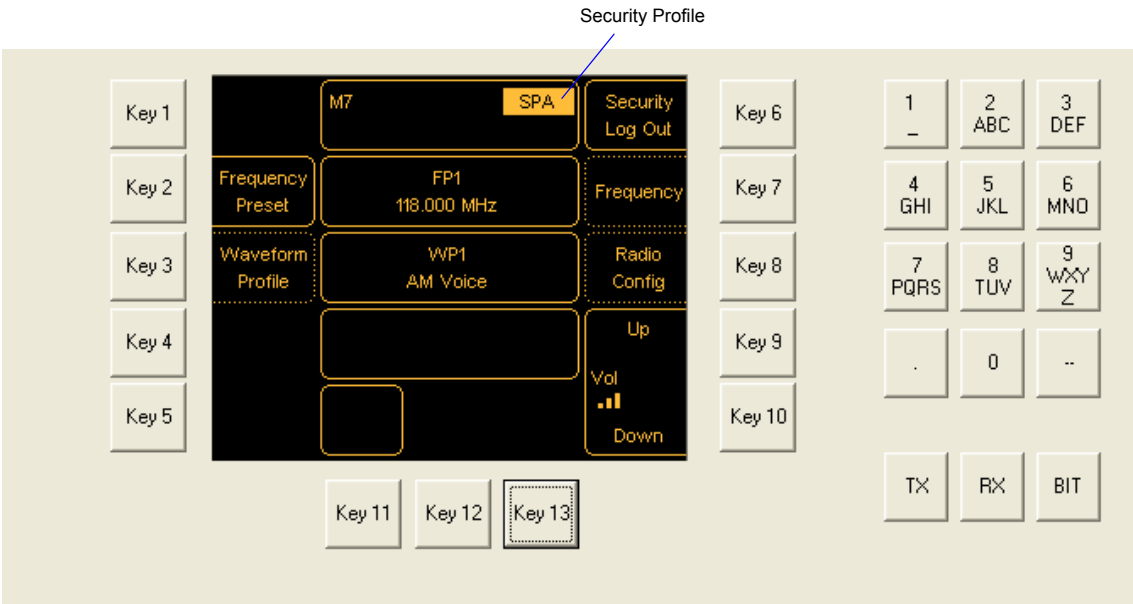 Security Profile
Key 1
M7
SPA
Security
Log Out
Key 6
1
_
2
ABC
3
DEF
Key 2
Frequency
Preset
FP1
118.000 MHz
Frequency
Key 7
4
GHI
5
JKL
6
MNO
Key 3
Waveform
Profile
WP1
AM Voice
Radio
Config
Key 8
7
PQRS
8
TUV
9
WXY
Z
Key 4
Up
Key 9
.
0
--
Key 5
Vol
Down
Key 10
Key 11
Key 12
Key 13
TX
RX
BIT